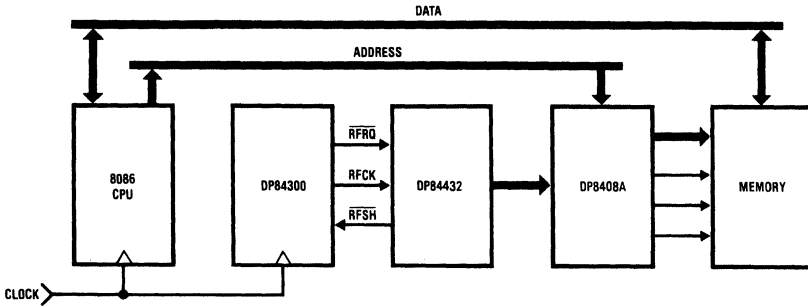 DATA
ADDRESS
8086
CPU
DP84300
RFRQ
RFCK
RFSH
DP84432
DP8408A
MEMORY
CLOCK